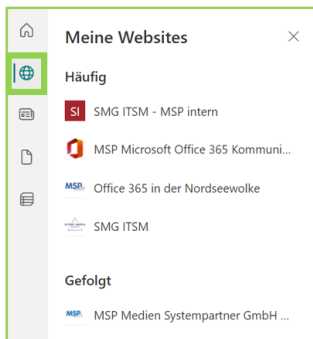 Meine Websites
Häufig
SI SMG ITSM - MSP intern
MSP Microsoft Office 365 Kommuni...
MSP Office 365 in der Nordseewolke
SMG ITSM
Gefolgt
MSP MSP Medien Systempartner GmbH ...